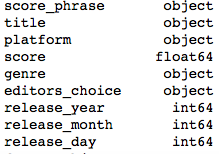 score_phrase object
title object
platform object
score float64
genre object
editors_choice object
release_year int64
release_month int64
release_day int64